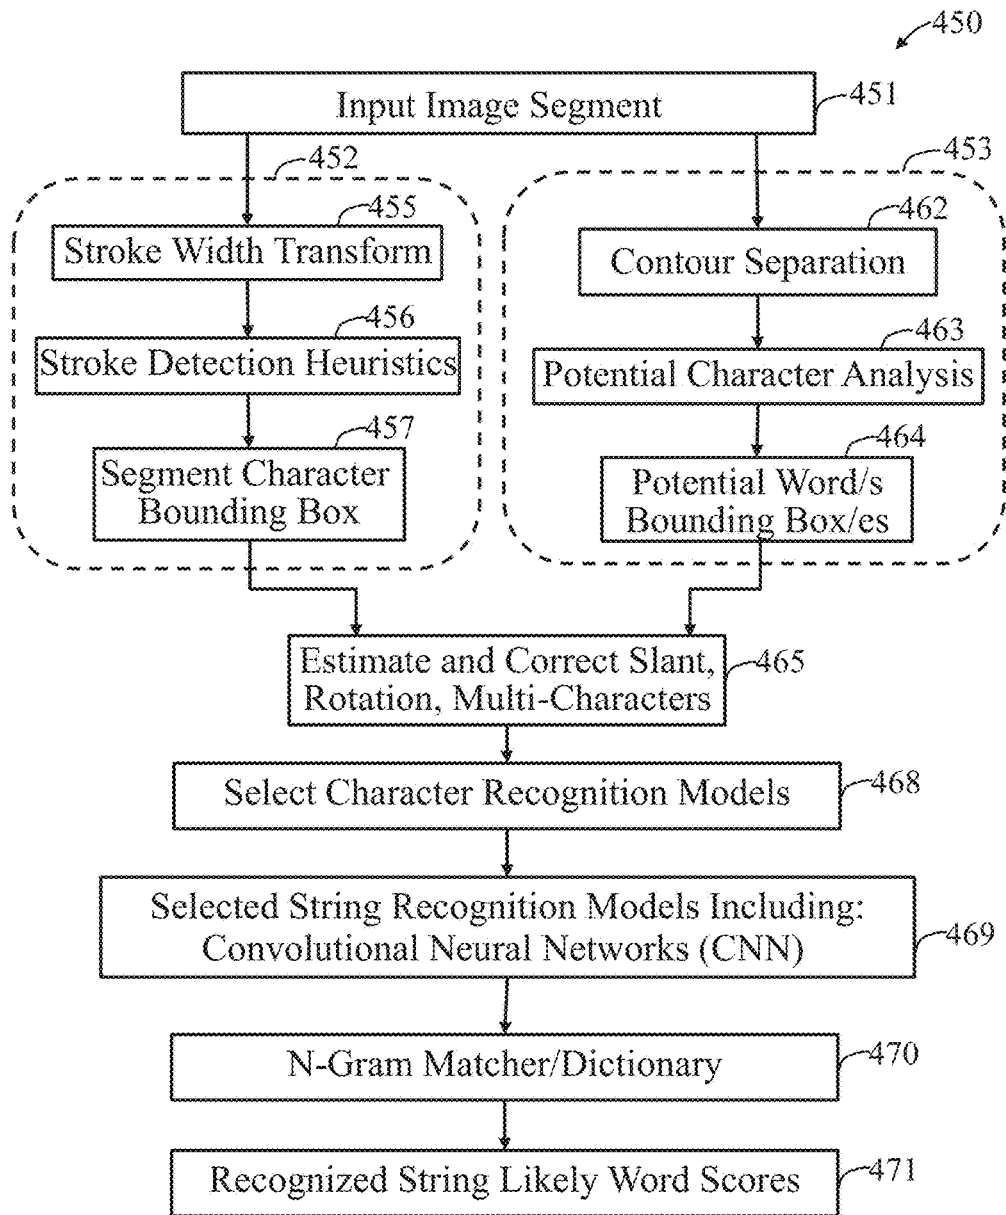 450
Input Image Segment
451
452
453
455
Stroke Width Transform
462
Contour Separation
456
Stroke Detection Heuristics
463
Potential Character Analysis
457
Segment Character
Bounding Box
464
Potential Word/s
Bounding Box/es
Estimate and Correct Slant,
Rotation, Multi-Characters
465
Select Character Recognition Models
468
Selected String Recognition Models Including:
Convolutional Neural Networks (CNN)
469
N-Gram Matcher/Dictionary
470
Recognized String Likely Word Scores
471